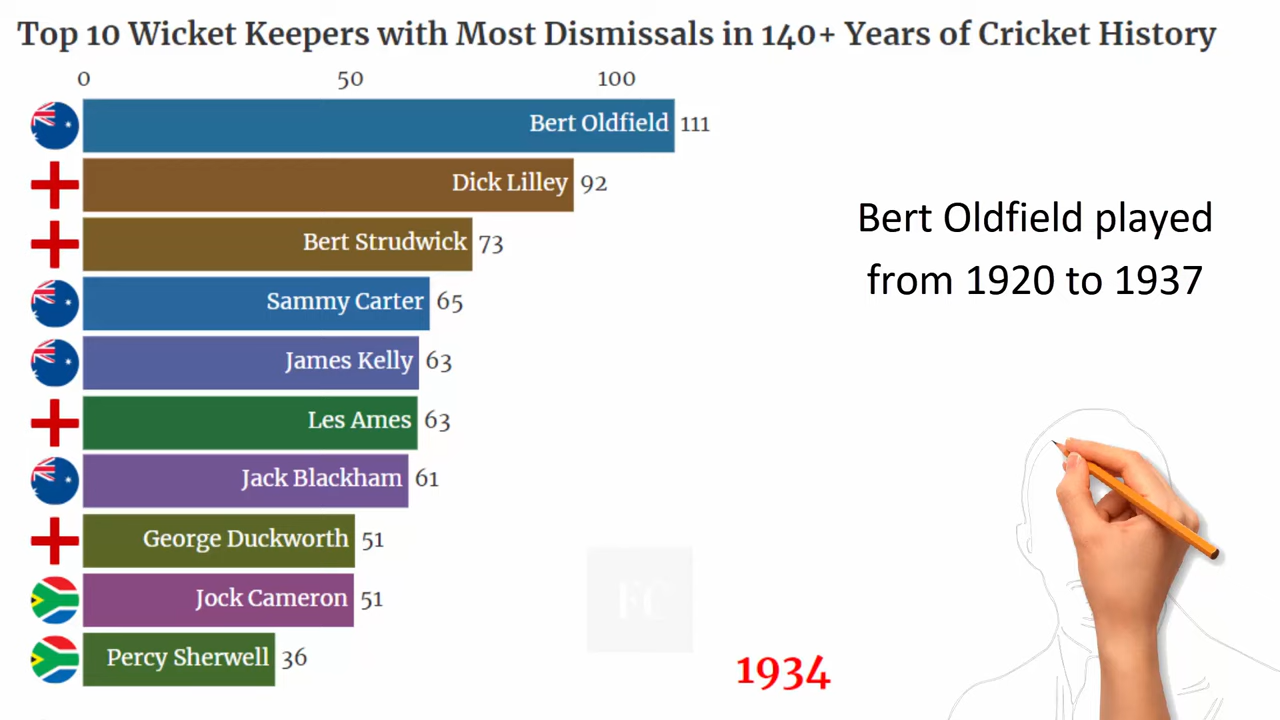 Top 10 Wicket Keepers with Most Dismissals in 140+ Years of Cricket History
0 50 100
Bert Oldfield 111
Dick Lilley 92
Bert Strudwick 73
Sammy Carter 65
James Kelly 63
Les Ames 63
Jack Blackham 61
George Duckworth 51
Jock Cameron 51
Percy Sherwell 36
Bert Oldfield played
from 1920 to 1937
FC
1934